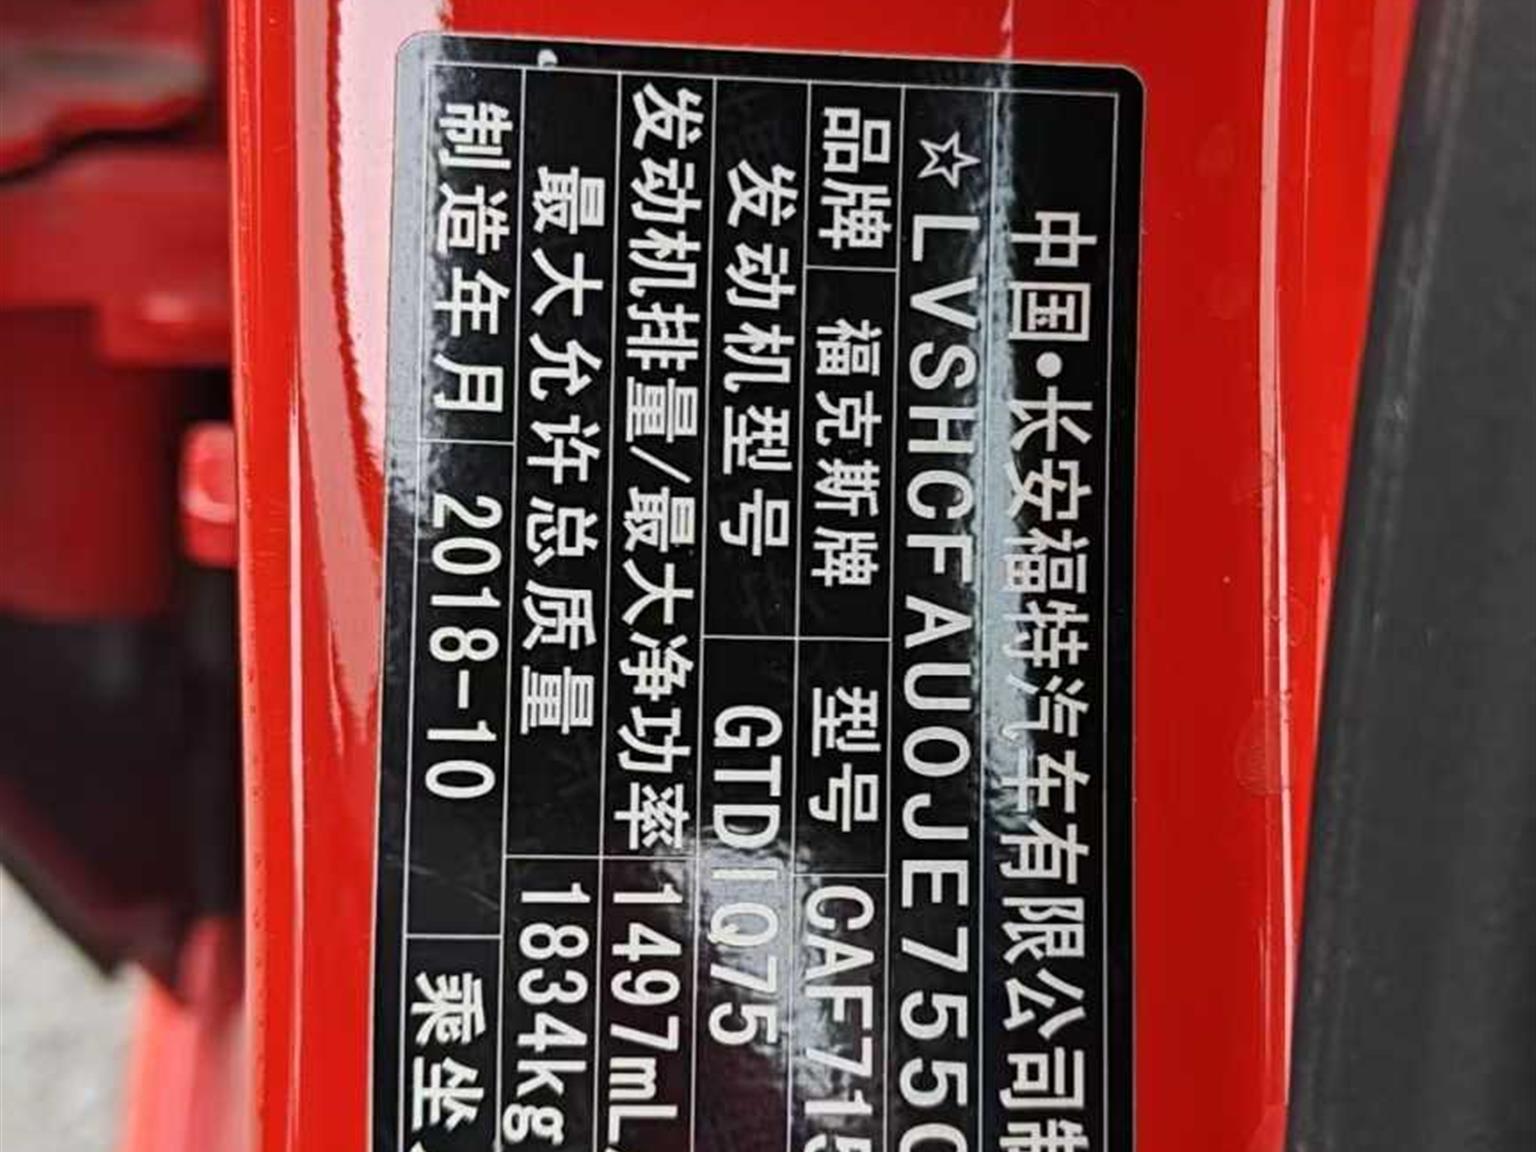 中国·长安福特汽车有限公司制
☆LVSHCFAU0JE7550
品牌 福克斯牌 型号 CAF715
发动机型号 GTDIQ75
发动机排量/最大净功率 1497mL
最大允许总质量 1834kg
制造年月 2018-10 乘坐